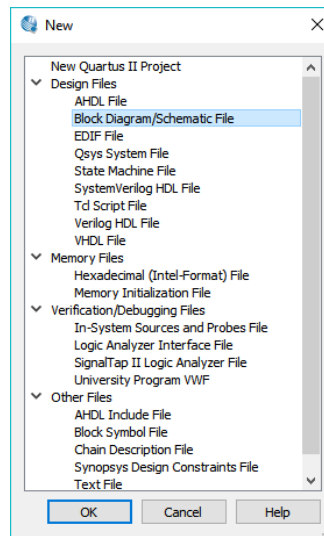 New
New Quartus II Project
Design Files
AHDL File
Block Diagram/Schematic File
EDIF File
Qsys System File
State Machine File
SystemVerilog HDL File
Tcl Script File
Verilog HDL File
VHDL File
Memory Files
Hexadecimal (Intel-Format) File
Memory Initialization File
Verification/Debugging Files
In-System Sources and Probes File
Logic Analyzer Interface File
SignalTap II Logic Analyzer File
University Program VWF
Other Files
AHDL Include File
Block Symbol File
Chain Description File
Synopsys Design Constraints File
Text File
OK Cancel Help